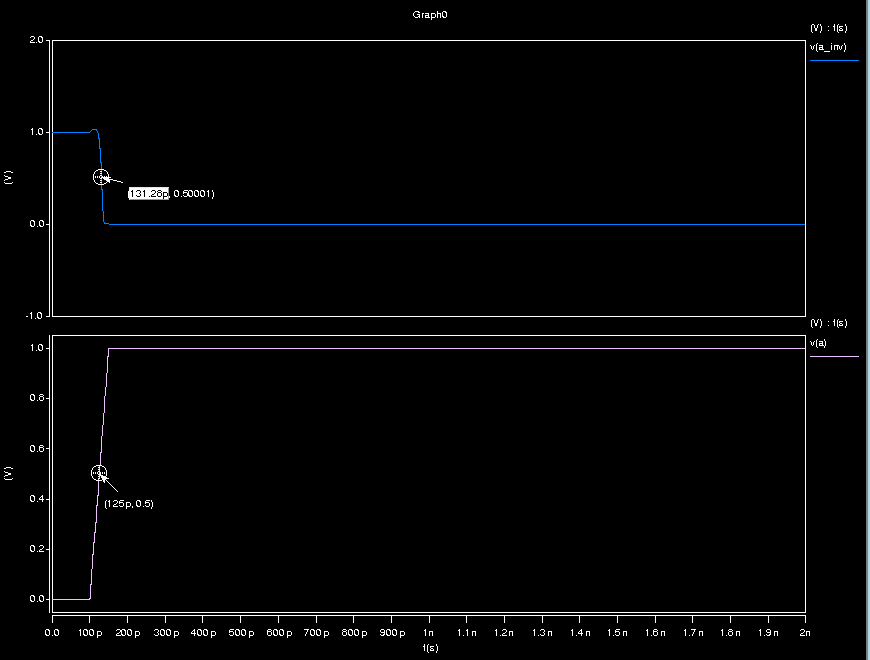 Graph0
(V) : t(s)
v(a_inv)
2.0
1.0
0.0
-1.0
(V)
(131.28p, 0.50001)
(V) : t(s)
v(a)
1.0
0.8
0.6
0.4
0.2
0.0
(V)
(125p, 0.5)
0.0 100p 200p 300p 400p 500p 600p 700p 800p 900p 1n 1.1n 1.2n 1.3n 1.4n 1.5n 1.6n 1.7n 1.8n 1.9n 2n
t(s)